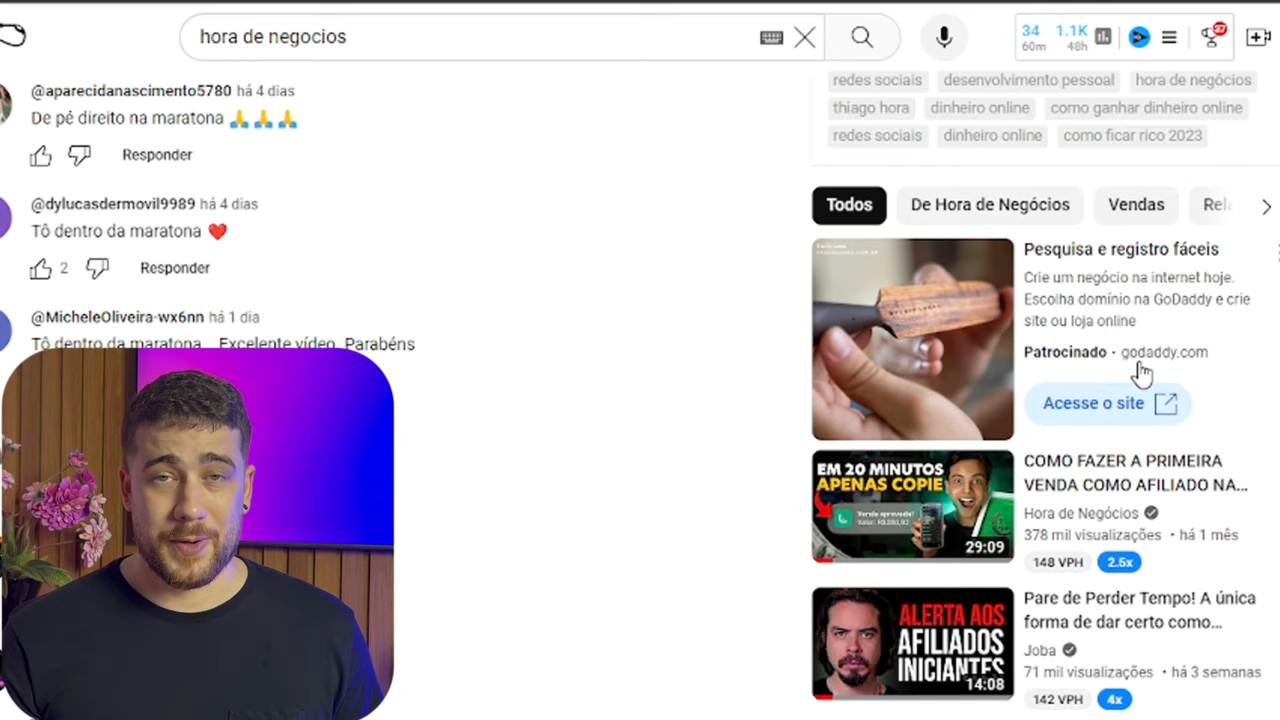 hora de negocios
34 1.1K
60m 48h
37
@aparecidanascimento5780 há 4 dias
De pé direito na maratona 🙏🙏🙏
Responder
@dylucasdermovil9989 há 4 dias
Tô dentro da maratona ❤️
2
Responder
@MicheleOliveira-wx6nn há 1 dia
Tô dentro da maratona Excelente vídeo Parabéns
redes sociais desenvolvimento pessoal hora de negócios
thiago hora dinheiro online como ganhar dinheiro online
redes sociais dinheiro online como ficar rico 2023
Todos De Hora de Negócios Vendas
Pesquisa e registro fáceis
Crie um negócio na internet hoje.
Escolha domínio na GoDaddy e crie
site ou loja online
Patrocinado · godaddy.com
Acesse o site
EM 20 MINUTOS
APENAS COPIE
Venda aprovada!
29:09
COMO FAZER A PRIMEIRA
VENDA COMO AFILIADO NA...
Hora de Negócios
378 mil visualizações • há 1 mês
148 VPH 2.5x
ALERTA AOS
AFILIADOS
INICIANTES
14:08
Pare de Perder Tempo! A única
forma de dar certo como...
Joba
71 mil visualizações • há 3 semanas
142 VPH 4x